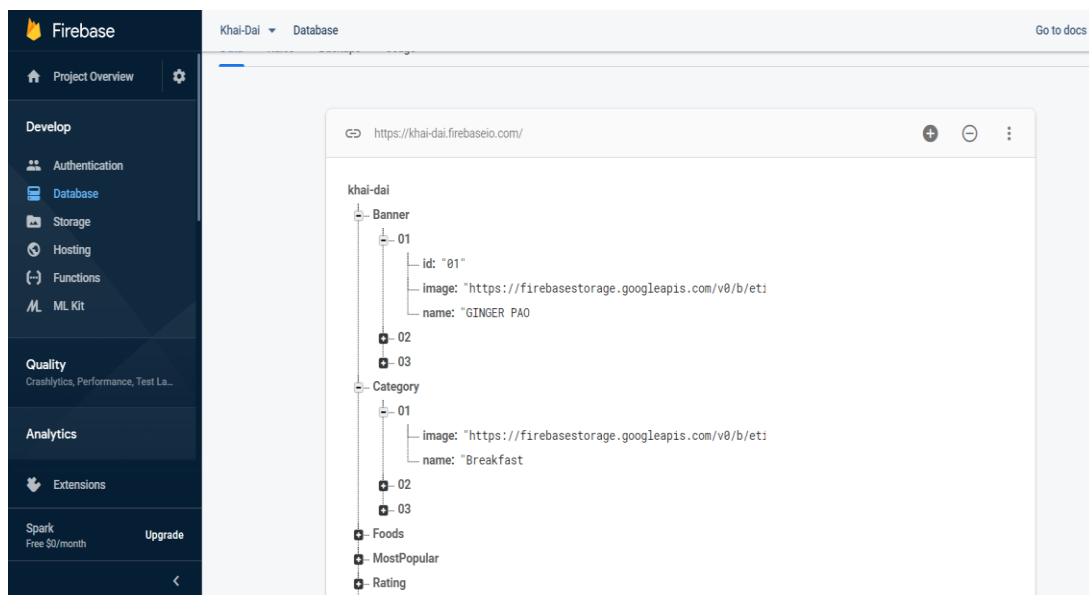 Firebase
Khai-Dai Database
Go to docs
Project Overview
Develop
Authentication
Database
Storage
Hosting
Functions
ML Kit
Quality
Crashlytics, Performance, Test La...
Analytics
Extensions
Spark
Free $0/month
Upgrade
https://khai-dai.firebaseio.com/
khai-dai
Banner
01
id: "01"
image: "https://firebasestorage.googleapis.com/v0/b/eti
name: "GINGER PAO
02
03
Category
01
image: "https://firebasestorage.googleapis.com/v0/b/eti
name: "Breakfast
02
03
Foods
MostPopular
Rating